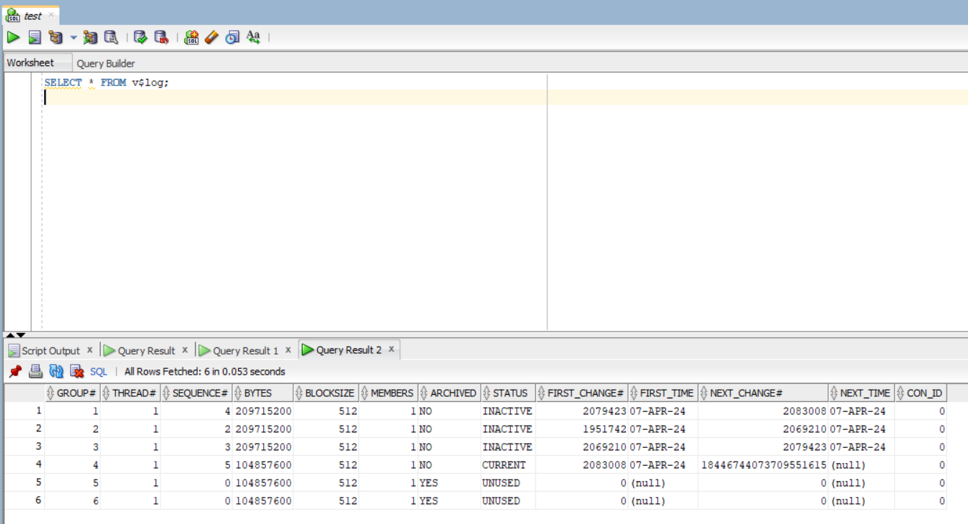 test
Worksheet Query Builder
SELECT * FROM v$log;
Script Output x Query Result x Query Result 1 x Query Result 2 x
SQL | All Rows Fetched: 6 in 0.053 seconds
GROUP# THREAD# SEQUENCE# BYTES BLOCKSIZE MEMBERS ARCHIVED STATUS FIRST_CHANGE# FIRST_TIME NEXT_CHANGE# NEXT_TIME CON_ID
1 1 1 4 209715200 512 1 NO INACTIVE 2079423 07-APR-24 2083008 07-APR-24 0
2 2 1 2 209715200 512 1 NO INACTIVE 1951742 07-APR-24 2069210 07-APR-24 0
3 3 1 3 209715200 512 1 NO INACTIVE 2069210 07-APR-24 2079423 07-APR-24 0
4 4 1 5 104857600 512 1 NO CURRENT 2083008 07-APR-24 18446744073709551615 (null) 0
5 5 1 0 104857600 512 1 YES UNUSED 0 (null) 0 (null) 0
6 6 1 0 104857600 512 1 YES UNUSED 0 (null) 0 (null) 0